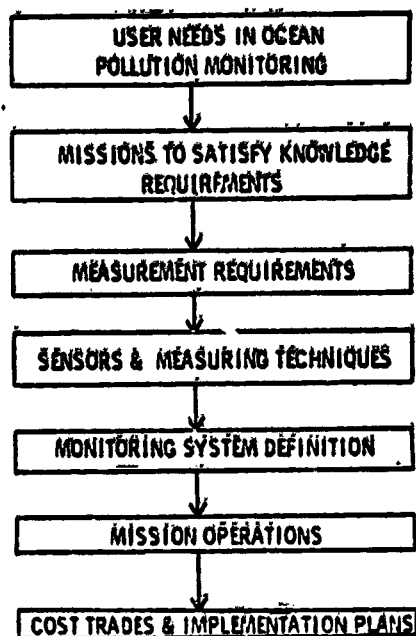 USER NEEDS IN OCEAN
POLLUTION MONITORING
MISSIONS TO SATISFY KNOWLEDGE
REQUIREMENTS
MEASUREMENT REQUIREMENTS
SENSORS & MEASURING TECHNIQUES
MONITORING SYSTEM DEFINITION
MISSION OPERATIONS
COST TRADES & IMPLEMENTATION PLANS